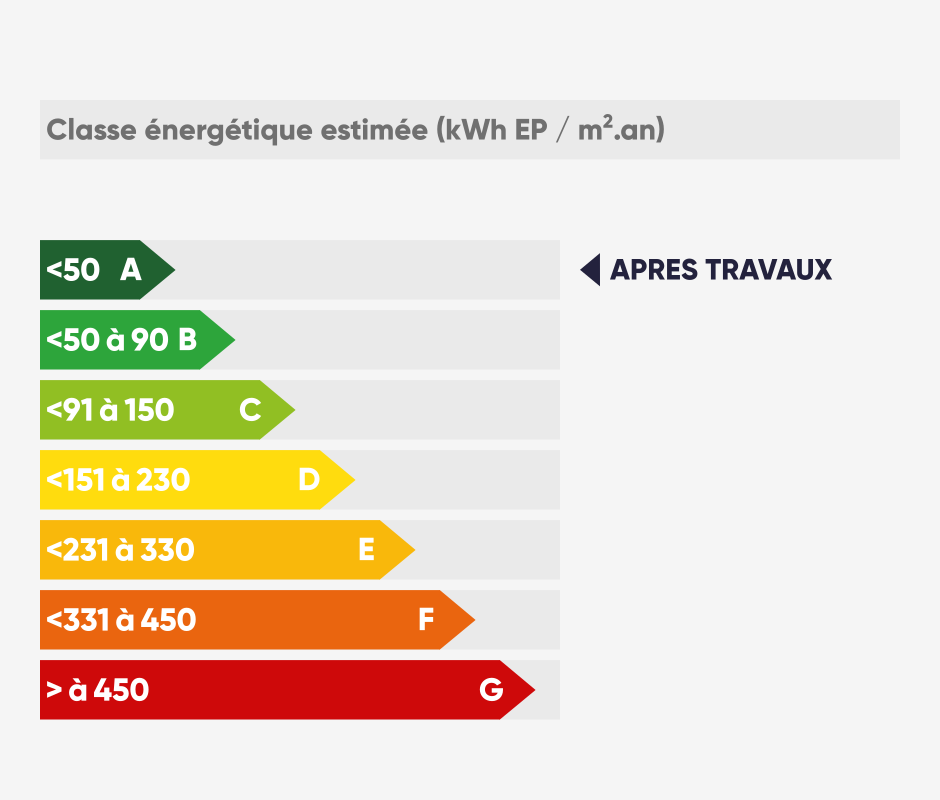 Classe énergétique estimée (kWh EP / m².an)
<50 A
APRES TRAVAUX
<50 à 90 B
<91 à 150 C
<151 à 230 D
<231 à 330 E
<331 à 450 F
> à 450 G